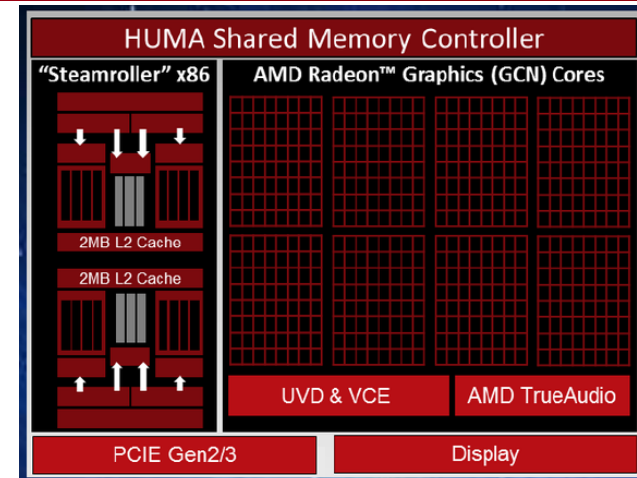 HUMA Shared Memory Controller
“Steamroller” x86
AMD Radeon™ Graphics (GCN) Cores
2MB L2 Cache
2MB L2 Cache
UVD & VCE
AMD TrueAudio
PCIE Gen2/3
Display